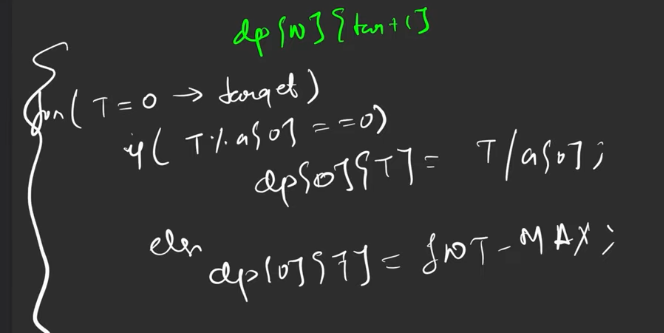 dp[N][tar+1]
for( T=0 → target)
if( T%a[0] ==0)
dp[0][T] = T/a[0];
else
dp[0][T] = INT-MAX;